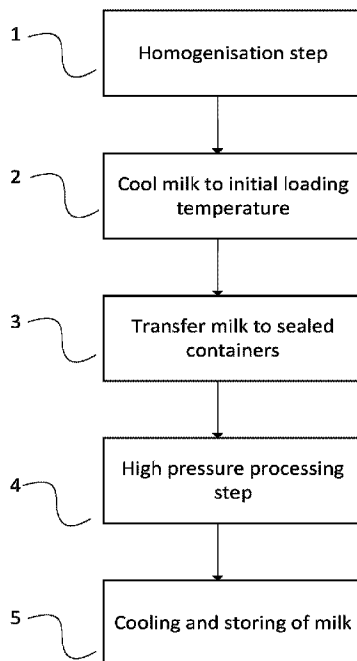 1
Homogenisation step
2
Cool milk to initial loading
temperature
3
Transfer milk to sealed
containers
4
High pressure processing
step
5
Cooling and storing of milk